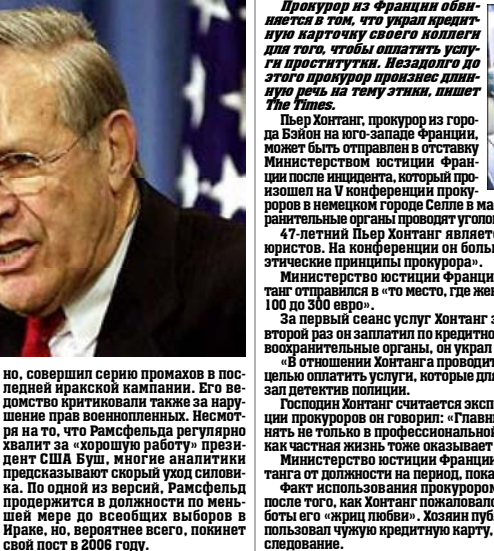 но, совершил серию промахов в пос-
ледней иракской кампании. Его ве-
домство критиковали также за нару-
шение прав военнопленных. Несмот-
ря на то, что Рамсфельда регулярно
хвалит за «хорошую работу» прези-
дент США Буш, многие аналитики
предсказывают скорый уход силови-
ка. По одной из версий, Рамсфельд
продержится в должности по мень-
шей мере до всеобщих выборов в
Ираке, но, вероятнее всего, покинет
свой пост в 2006 году.
Прокурор из Франции обви-
няется в том, что украл кредит-
ную карточку своего коллеги
для того, чтобы оплатить услу-
ги проститутки. Незадолго до
этого прокурор произнес длин-
ную речь на тему этики, пишет
The Times.
Пьер Хонтанг, прокурор из горо-
да Бэйон на юго-западе Франции,
может быть отправлен в отставку
Министерством юстиции Фран-
ции после инцидента, который про-
изошел на V конференции проку-
роров в немецком городе Селле в ма
ранительные органы проводят уголо
47-летний Пьер Хонтанг являетс
юристов. На конференции он больш
этические принципы прокурора».
Министерство юстиции Франци
танг отправился в «то место, где жен
100 до 300 евро».
За первый сеанс услуг Хонтанг з
второй раз он заплатил по кредитно
воохранительные органы, он украл
«В отношении Хонтанга проводит
целью оплатить услуги, которые для
зал детектив полиции.
Господин Хонтанг считается эксп
ции прокуроров он говорил: «Главн
нять не только в профессиональной
как частная жизнь тоже оказывает
Министерство юстиции Франции
танга от должности на период, пока
Факт использования прокурором
после того, как Хонтанг пожаловалс
боты его «жриц любви». Хозяин пуб
пользовал чужую кредитную карту,
следование.